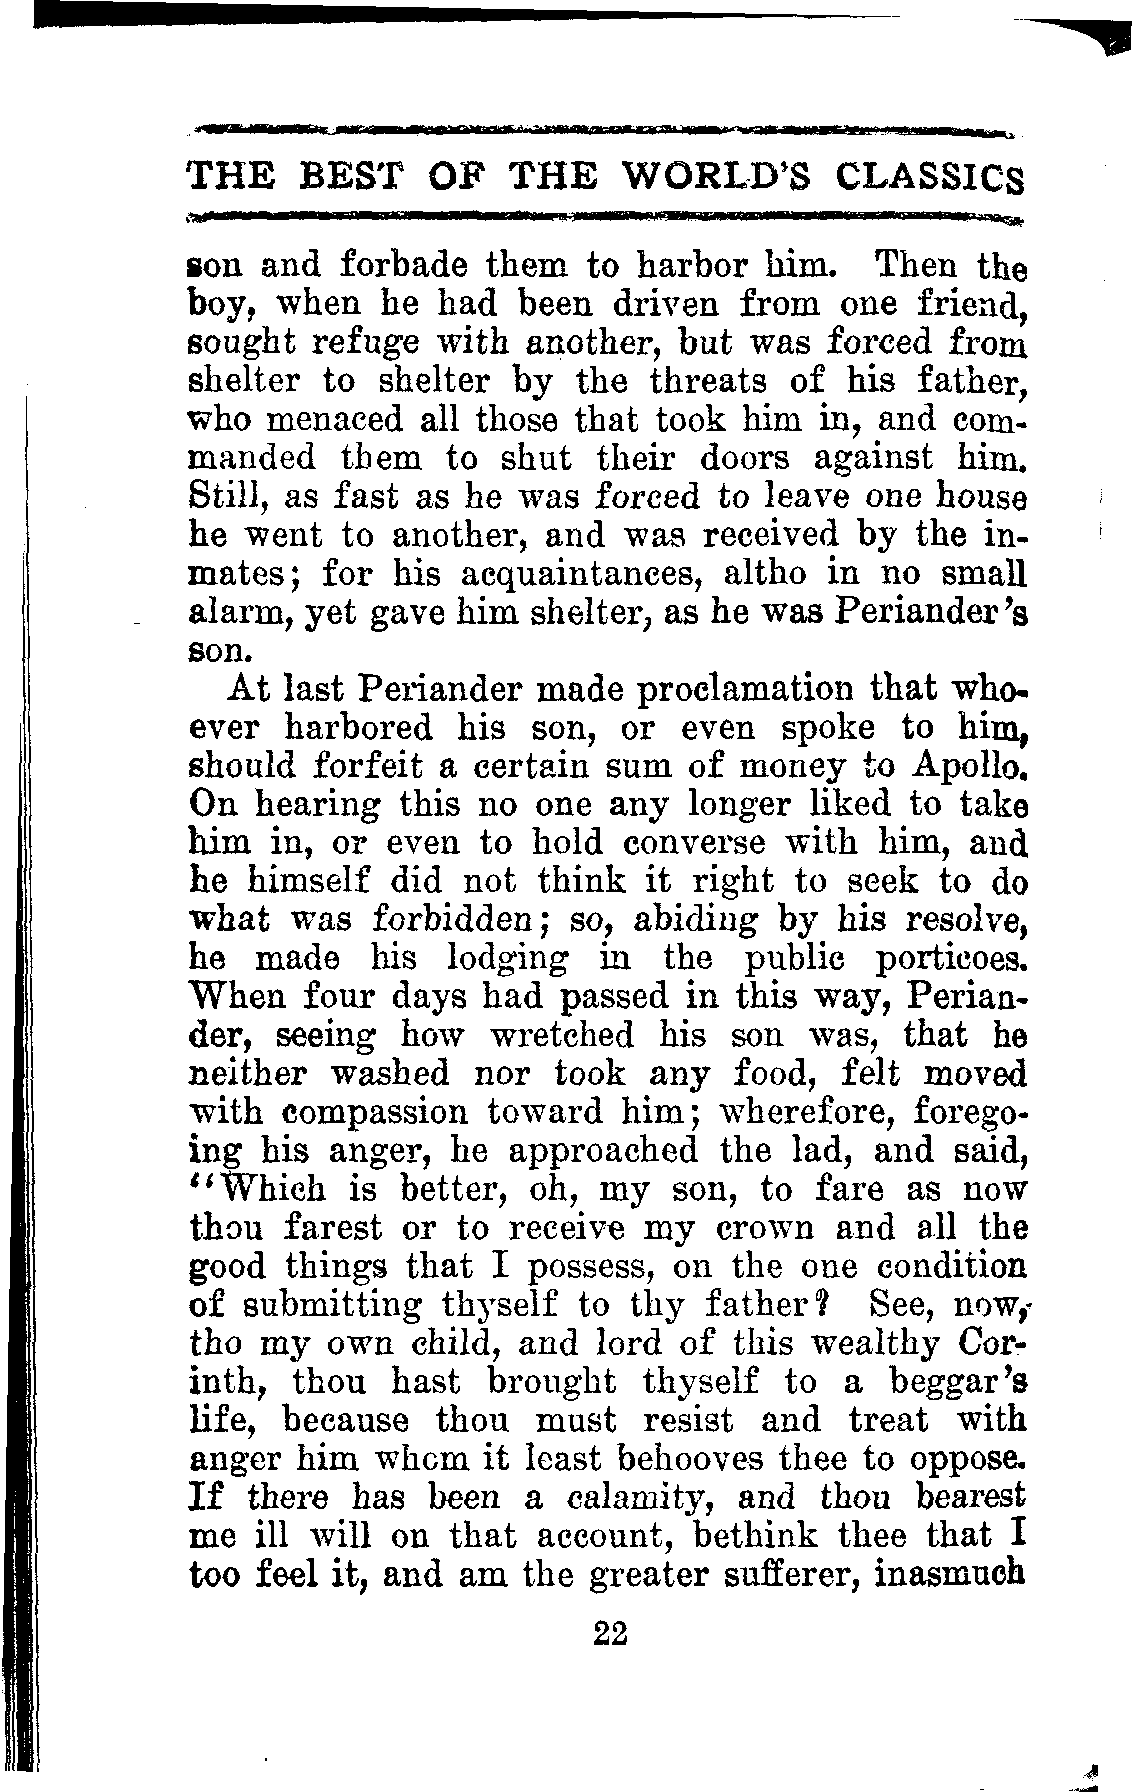 THE BEST OF THE WORLD'S CLASSICS
son and forbade them to harbor him. Then the
boy, when he had been driven from one friend,
sought refuge with another, but was forced from
shelter to shelter by the threats of his father,
who menaced all those that took him in, and com-
manded them to shut their doors against him.
Still, as fast as he was forced to leave one house
he went to another, and was received by the in-
mates; for his acquaintances, altho in no small
alarm, yet gave him shelter, as he was Periander's
son.
At last Periander made proclamation that who-
ever harbored his son, or even spoke to him,
should forfeit a certain sum of money to Apollo.
On hearing this no one any longer liked to take
him in, or even to hold converse with him, and
he himself did not think it right to seek to do
what was forbidden; so, abiding by his resolve,
he made his lodging in the public porticoes.
When four days had passed in this way, Perian-
der, seeing how wretched his son was, that he
neither washed nor took any food, felt moved
with compassion toward him; wherefore, forego-
ing his anger, he approached the lad, and said,
"Which is better, oh, my son, to fare as now
thou farest or to receive my crown and all the
good things that I possess, on the one condition
of submitting thyself to thy father? See, now,
tho my own child, and lord of this wealthy Cor-
inth, thou hast brought thyself to a beggar's
life, because thou must resist and treat with
anger him whom it least behooves thee to oppose.
If there has been a calamity, and thou bearest
me ill will on that account, bethink thee that I
too feel it, and am the greater sufferer, inasmuch
22